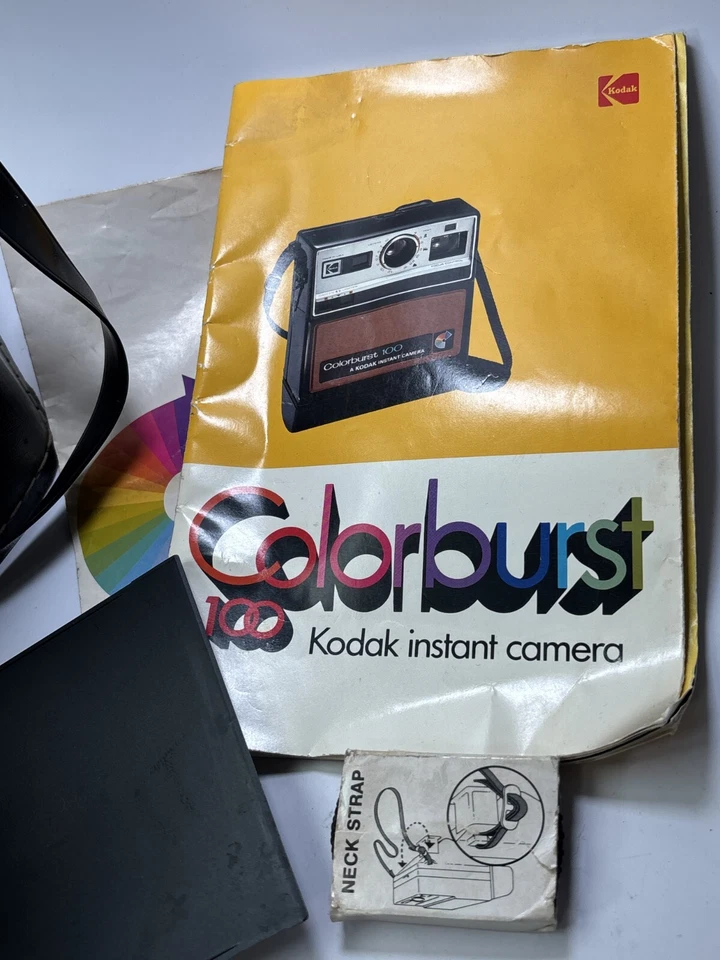 Kodak
Colorburst 100
A KODAK INSTANT CAMERA
Colorburst
100
Kodak instant camera
NECK STRAP